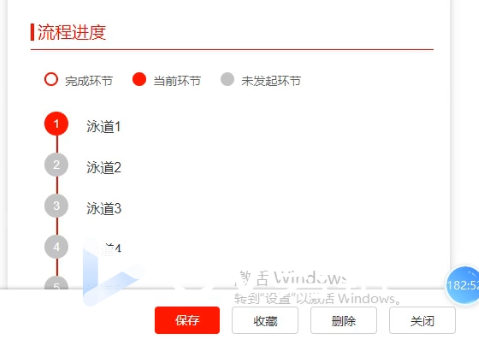 流程进度
完成环节 当前环节 未发起环节
1 泳道1
2 泳道2
3 泳道3
4 4
5
激活 Windows
转到"设置"以激活 Windows。
182:52
保存 收藏 删除 关闭